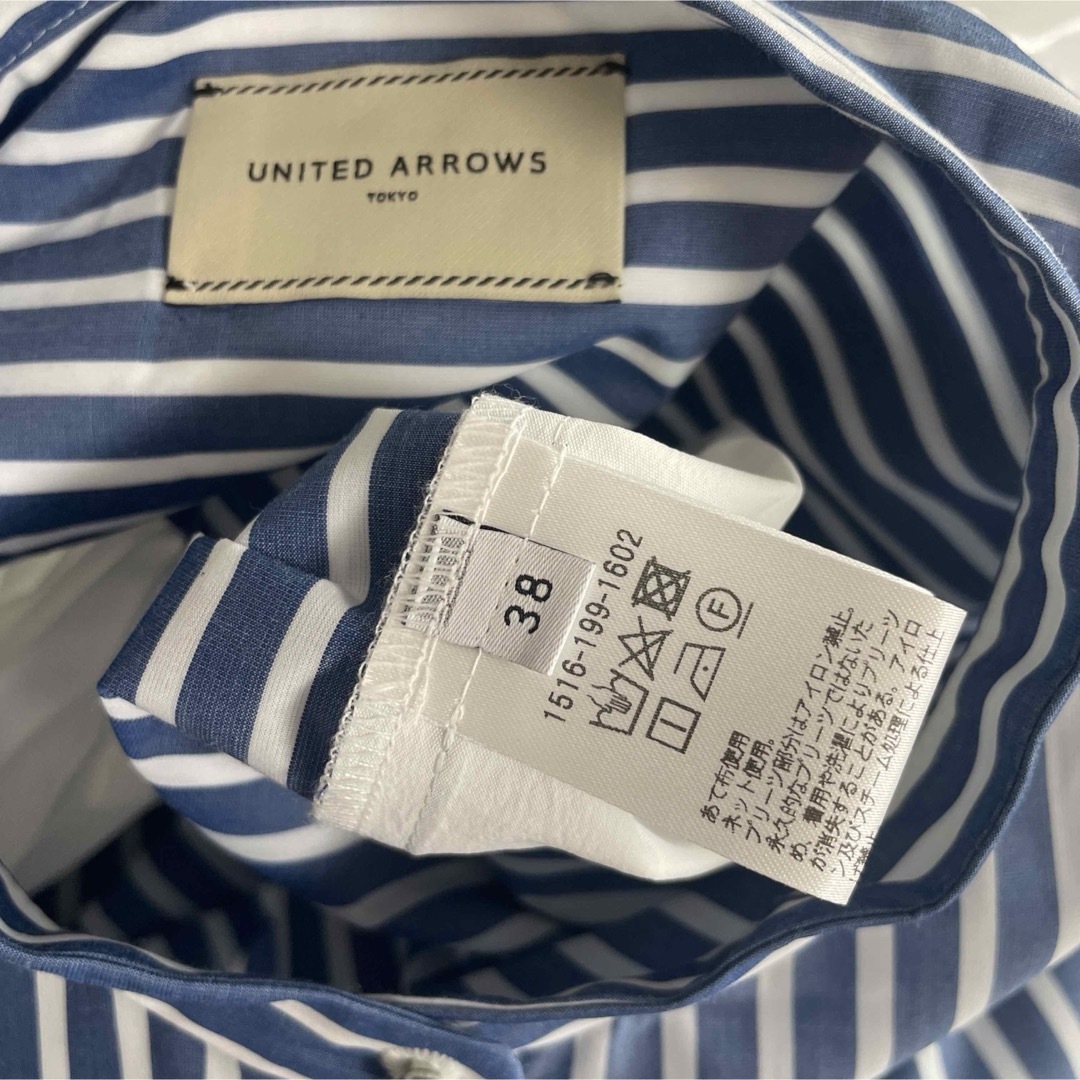 UNITED ARROWS
TOKYO
38
1516-199-1602
F
あて布使用
ネット使用。
プリーツ部分はアイロン禁止。
永久的なプリーツではないた
め、着用や洗濯によりプリーツ
が消失することがある。アイロ
ン及びスチーム処理による仕上
げ禁止